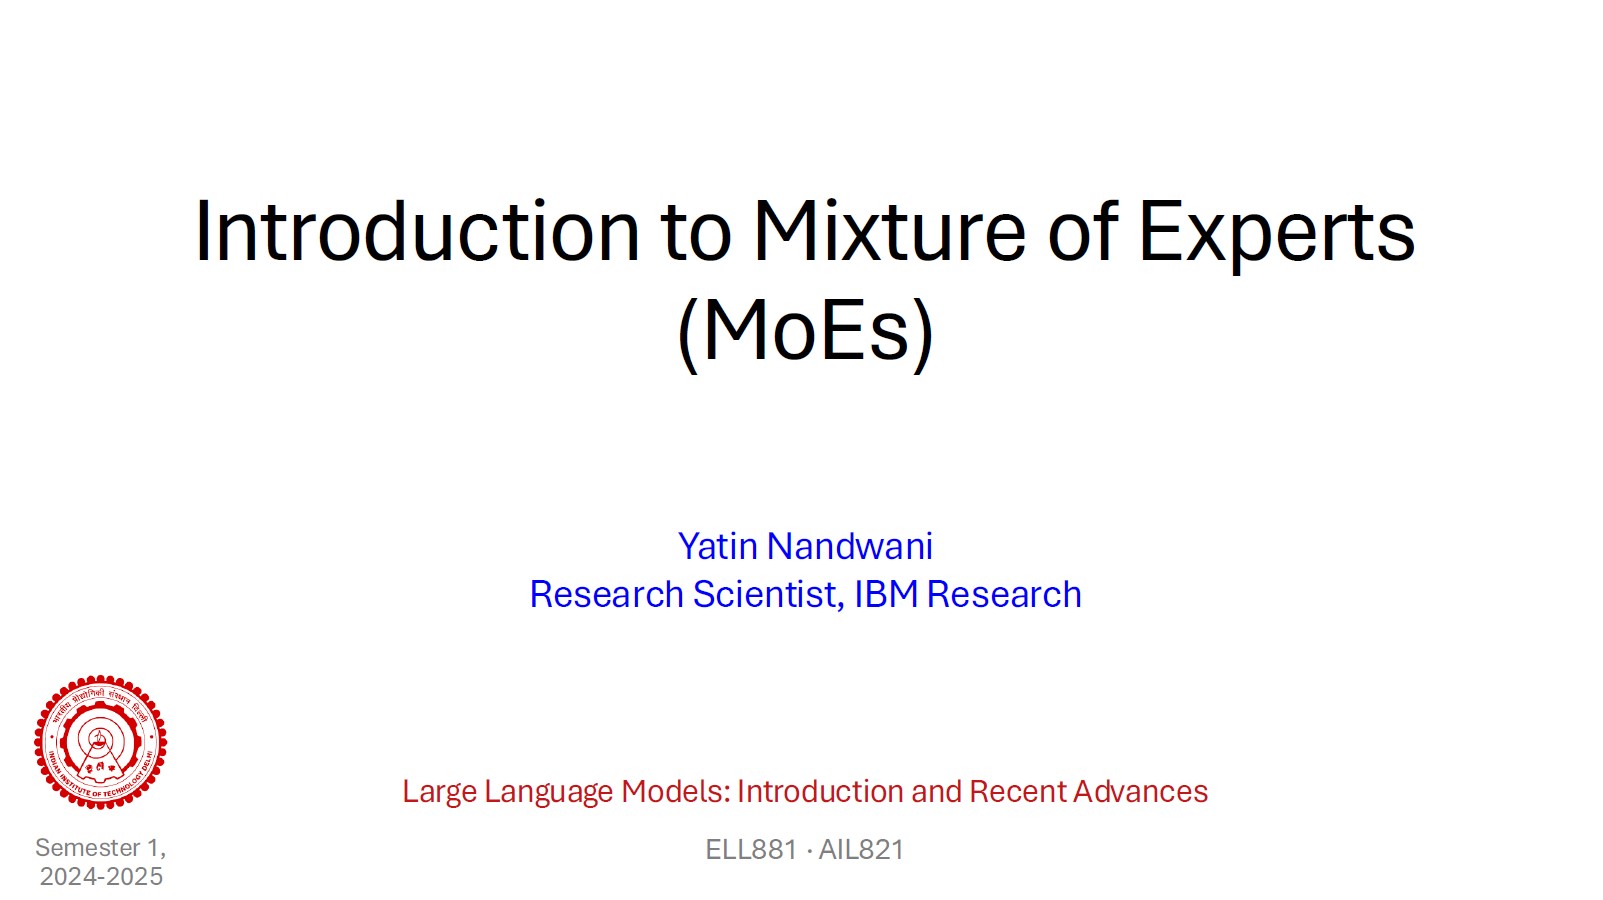 Introduction to Mixture of Experts
(MoEs)
Yatin Nandwani
Research Scientist, IBM Research
भारतीय प्रौद्योगिकी संस्थान दिल्ली
INDIAN INSTITUTE OF TECHNOLOGY DELHI
Large Language Models: Introduction and Recent Advances
Semester 1,
2024-2025
ELL881 · AIL821